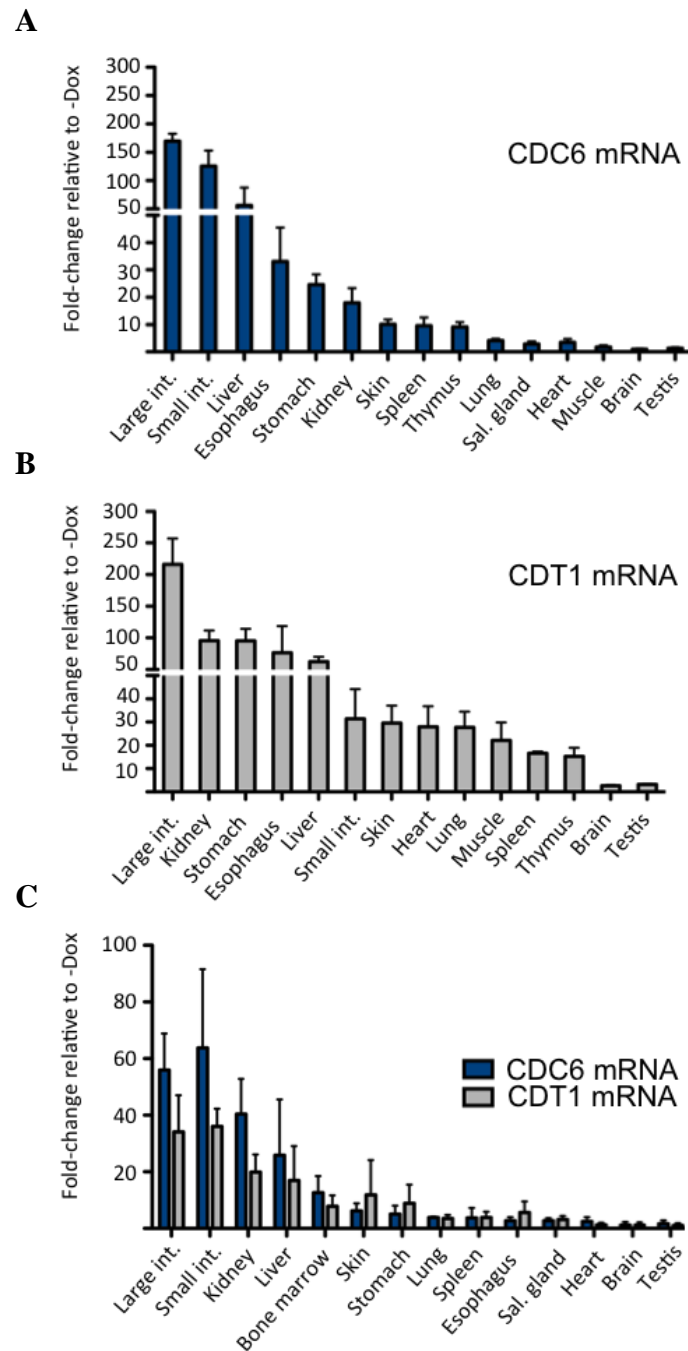 A
Fold-change relative to -Dox
300
250
200
150
100
50
40
30
20
10
CDC6 mRNA
Large int.
Small int.
Liver
Esophagus
Stomach
Kidney
Skin
Spleen
Thymus
Lung
Sal. gland
Heart
Muscle
Brain
Testis
B
Fold-change relative to -Dox
300
250
200
150
100
50
40
30
20
10
CDT1 mRNA
Large int.
Kidney
Stomach
Esophagus
Liver
Small int.
Skin
Heart
Lung
Muscle
Spleen
Thymus
Brain
Testis
C
Fold-change relative to -Dox
100
80
60
40
20
CDC6 mRNA
CDT1 mRNA
Large int.
Small int.
Kidney
Liver
Bone marrow
Skin
Stomach
Lung
Spleen
Esophagus
Sal. gland
Heart
Brain
Testis